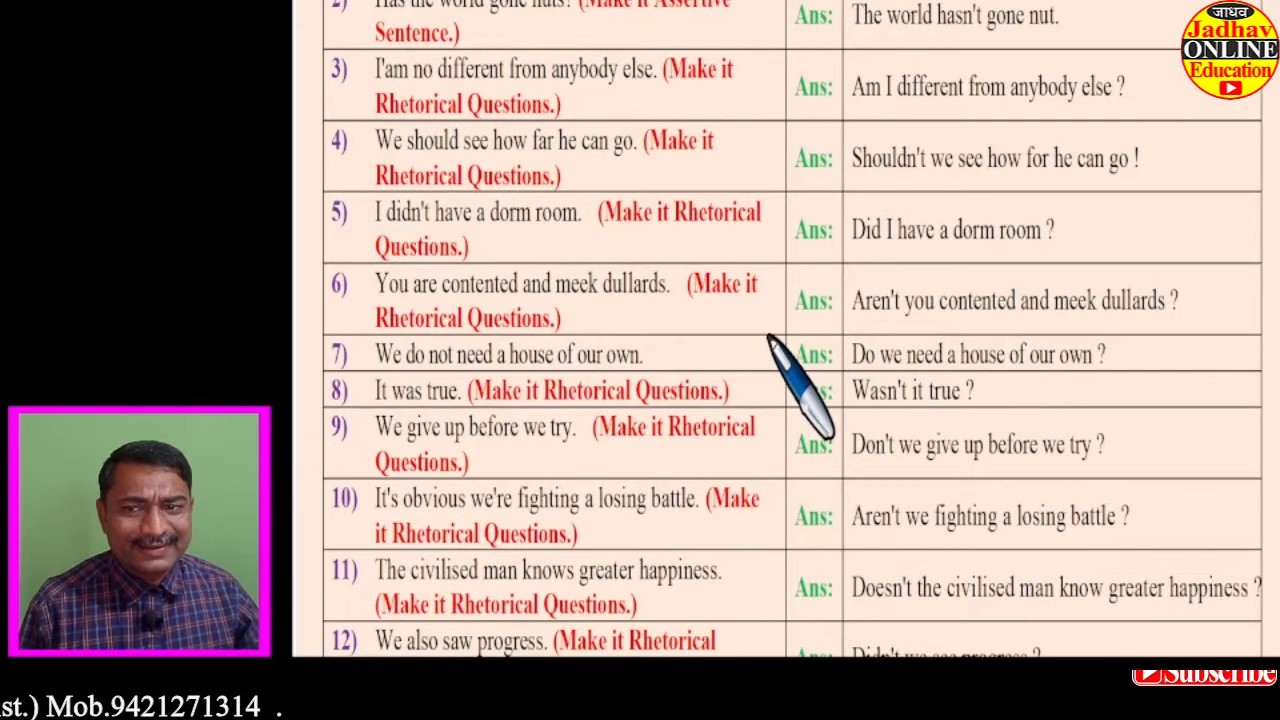 2) Has the world gone nuts? (Make it Assertive
Sentence.)
Ans: The world hasn't gone nut.
3) I'am no different from anybody else. (Make it
Rhetorical Questions.)
Ans: Am I different from anybody else ?
4) We should see how far he can go. (Make it
Rhetorical Questions.)
Ans: Shouldn't we see how for he can go !
5) I didn't have a dorm room. (Make it Rhetorical
Questions.)
Ans: Did I have a dorm room ?
6) You are contented and meek dullards. (Make it
Rhetorical Questions.)
Ans: Aren't you contented and meek dullards ?
7) We do not need a house of our own.
Ans: Do we need a house of our own ?
8) It was true. (Make it Rhetorical Questions.)
s: Wasn't it true ?
9) We give up before we try. (Make it Rhetorical
Questions.)
Ans: Don't we give up before we try ?
10) It's obvious we're fighting a losing battle. (Make
it Rhetorical Questions.)
Ans: Aren't we fighting a losing battle ?
11) The civilised man knows greater happiness.
(Make it Rhetorical Questions.)
Ans: Doesn't the civilised man know greater happiness ?
12) We also saw progress. (Make it Rhetorical
Ans: Didn't we see progress ?
जाधव
Jadhav
ONLINE
Education
Subscribe
ist.) Mob.9421271314 .